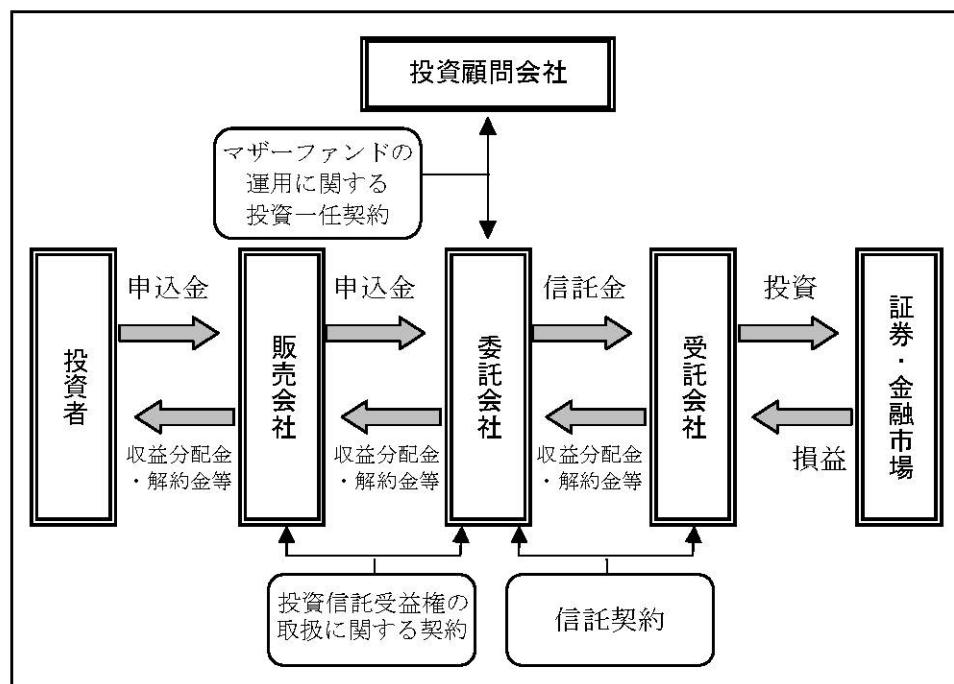 投資顧問会社
マザーファンドの
運用に関する
投資一任契約
投資者
申込金
収益分配金
・解約金等
販売会社
申込金
収益分配金
・解約金等
委託会社
信託金
収益分配金
・解約金等
受託会社
投資
損益
証券・金融市場
投資信託受益権の
取扱に関する契約
信託契約